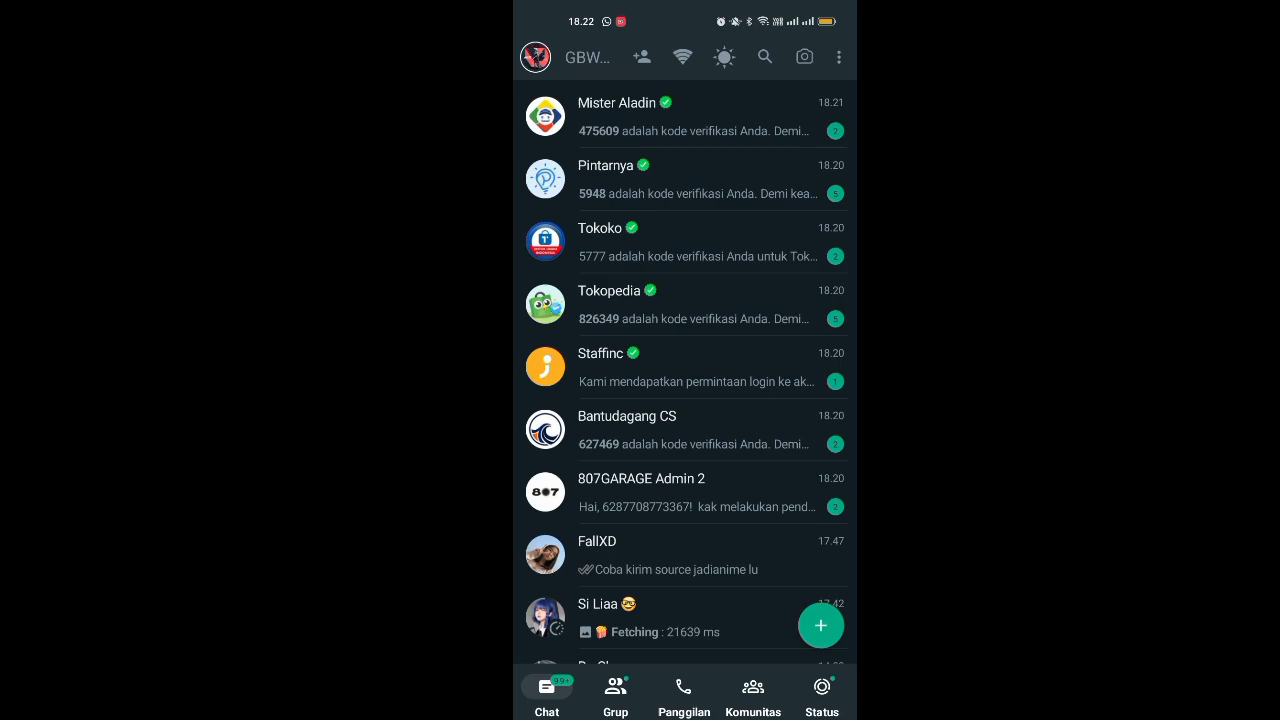 18.22
GBW...
Mister Aladin
18.21
475609 adalah kode verifikasi Anda. Demi...
2
Pintarnya
18.20
5948 adalah kode verifikasi Anda. Demi kea...
5
Tokoko
18.20
5777 adalah kode verifikasi Anda untuk Tok...
2
Tokopedia
18.20
826349 adalah kode verifikasi Anda. Demi...
5
Staffinc
18.20
Kami mendapatkan permintaan login ke ak...
1
Bantudagang CS
18.20
627469 adalah kode verifikasi Anda. Demi...
2
807
807GARAGE Admin 2
18.20
Hai, 6287708773367! kak melakukan pend...
2
FallXD
17.47
Coba kirim source jadianime lu
Si Liaa 🤓
17.42
🍟 Fetching : 21639 ms
99+
Chat
Grup
Panggilan
Komunitas
Status